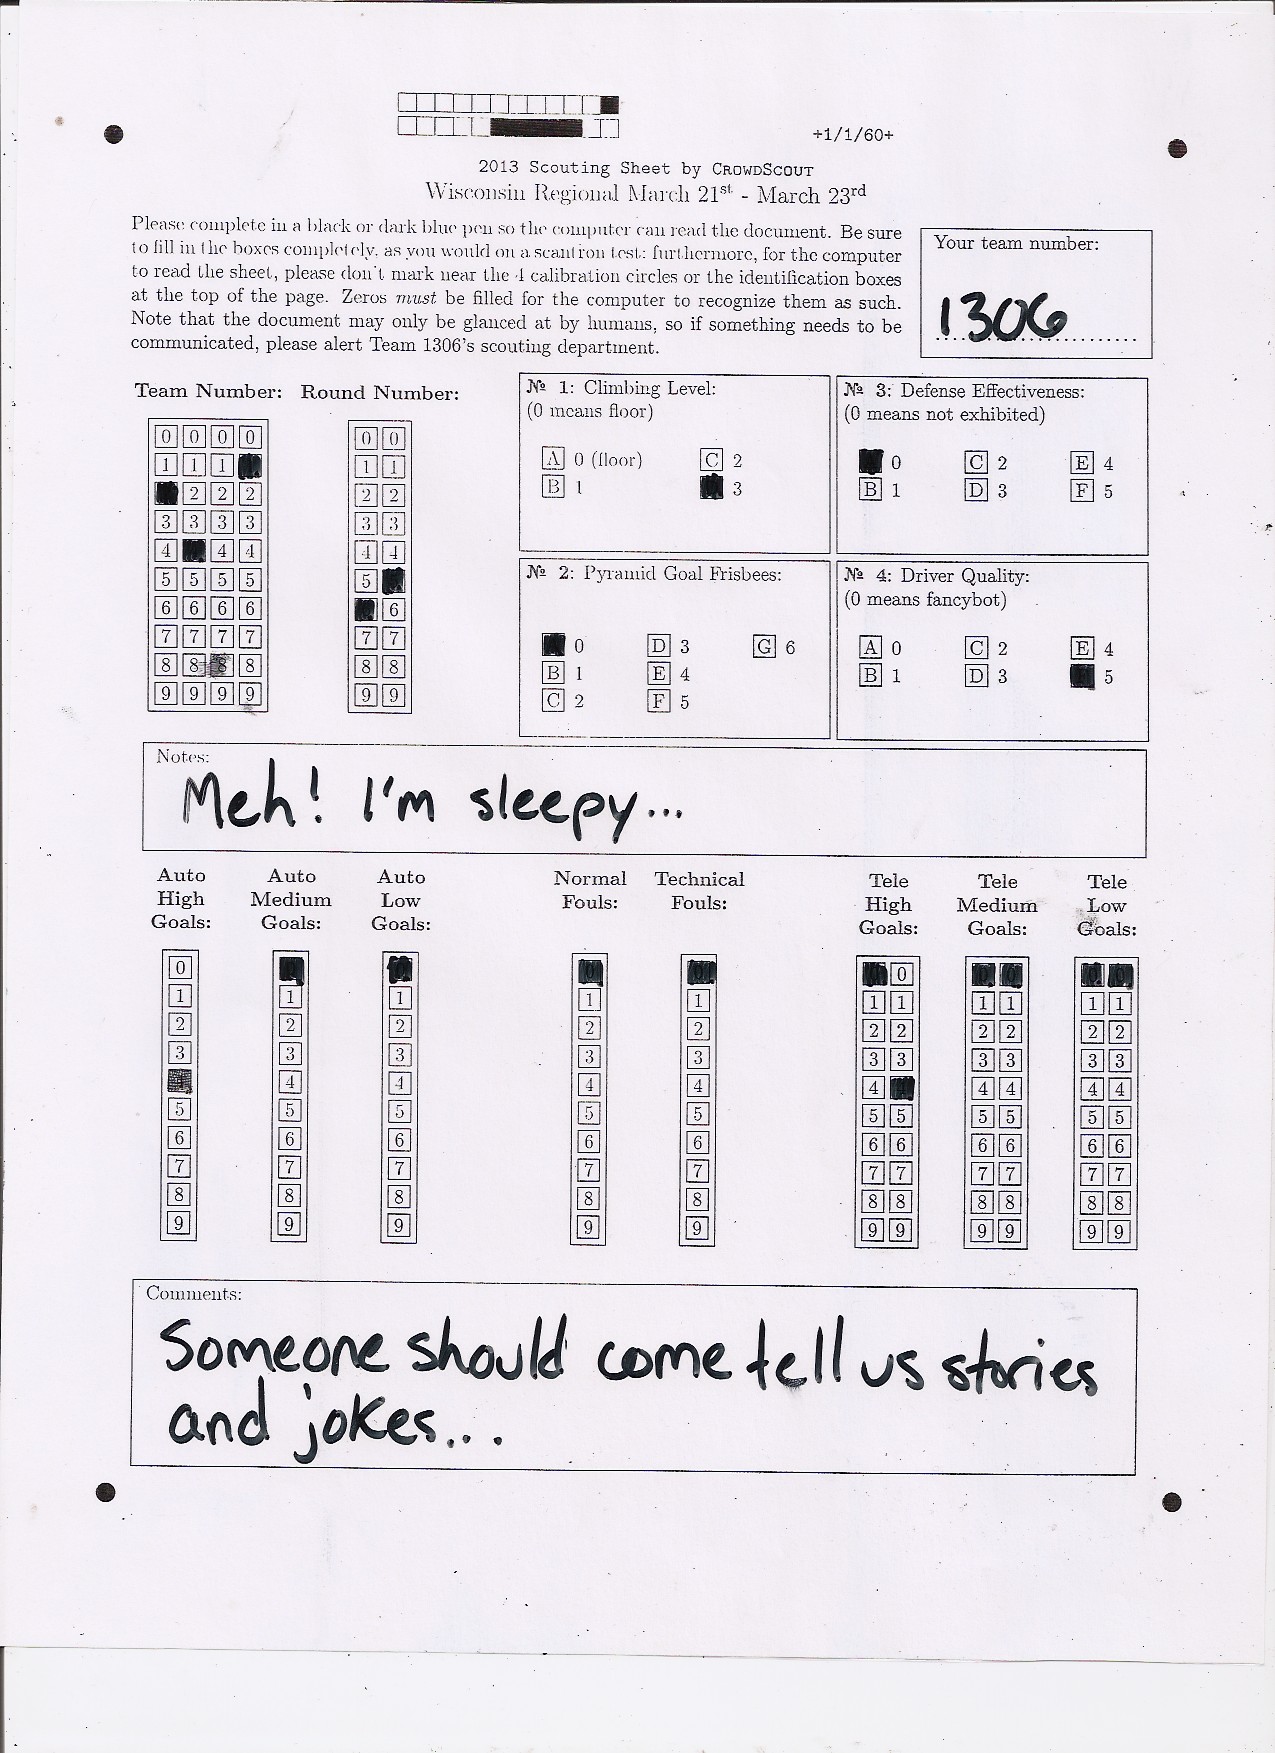 +1/1/60+
2013 Scouting Sheet by CROWDSCOUT
Wisconsin Regional March 21st - March 23rd
Please complete in a black or dark blue pen so the computer can read the document. Be sure
to fill in the boxes completely, as you would on a scantron test; furthermore, for the computer
to read the sheet, please don't mark near the 4 calibration circles or the identification boxes
at the top of the page. Zeros must be filled for the computer to recognize them as such.
Note that the document may only be glanced at by humans, so if something needs to be
communicated, please alert Team 1306's scouting department.
Your team number:
1306
Team Number: Round Number:
0 0 0 0 0 0
1 1 1 1 1
2 2 2 2 2
3 3 3 3 3 3
4 4 4 4 4
5 5 5 5 5
6 6 6 6 6
7 7 7 7 7 7
8 8 8 8 8 8
9 9 9 9 9 9
№ 1: Climbing Level:
(0 means floor)
A 0 (floor) C 2
B 1 3
№ 3: Defense Effectiveness:
(0 means not exhibited)
0 C 2 E 4
B 1 D 3 F 5
№ 2: Pyramid Goal Frisbees:
0 D 3 G 6
B 1 E 4
C 2 F 5
№ 4: Driver Quality:
(0 means fancybot)
A 0 C 2 E 4
B 1 D 3 5
Notes:
Meh! I'm sleepy...
Auto Auto Auto Normal Technical Tele Tele Tele
High Medium Low Fouls: Fouls: High Medium Low
Goals: Goals: Goals: Goals: Goals: Goals:
0 0 0 0 0 0 0 0 0
1 1 1 1 1 1 1 1 1 1 1
2 2 2 2 2 2 2 2 2 2 2
3 3 3 3 3 3 3 3 3 3 3
4 4 4 4 4 4 4 4 4
5 5 5 5 5 5 5 5 5 5 5
6 6 6 6 6 6 6 6 6 6 6
7 7 7 7 7 7 7 7 7 7 7
8 8 8 8 8 8 8 8 8 8 8
9 9 9 9 9 9 9 9 9 9 9
Comments:
Someone should come tell us stories
and jokes...